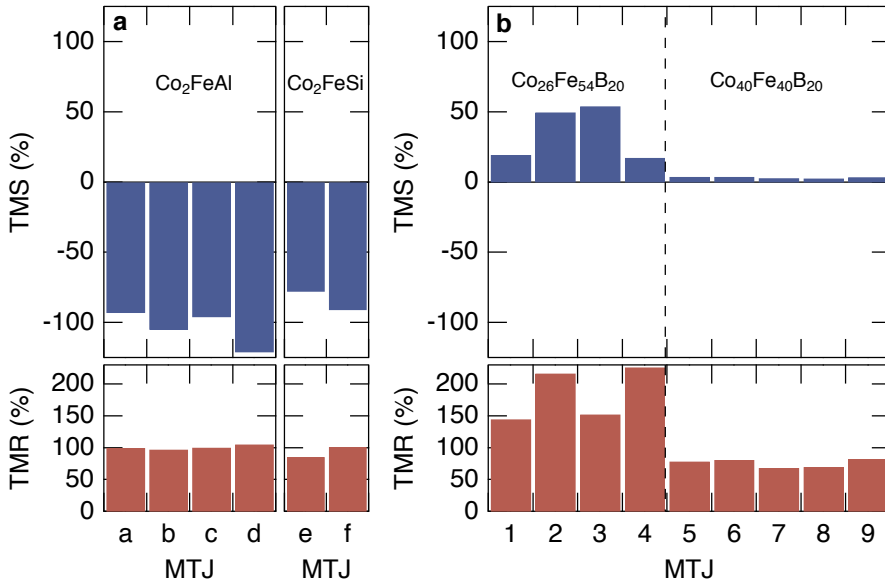 a
Co₂FeAl
Co₂FeSi
TMS (%)
100
50
0
-50
-100
TMR (%)
200
150
100
50
0
a b c d
e f
MTJ
MTJ
b
Co₂₆Fe₅₄B₂₀
Co₄₀Fe₄₀B₂₀
TMS (%)
100
50
0
-50
-100
TMR (%)
200
150
100
50
0
1 2 3 4 5 6 7 8 9
MTJ